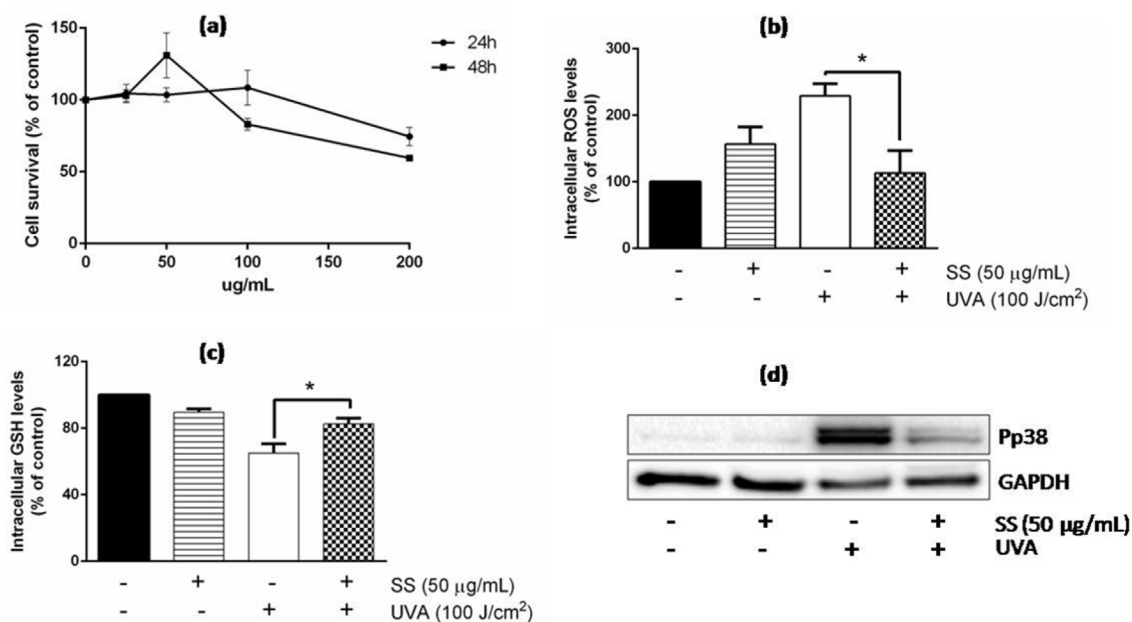 (a)
Cell survival (% of control)
150
100
50
0
0 50 100 150 200
ug/mL
24h
48h
(b)
Intracellular ROS levels
(% of control)
300
200
100
0
- + - + SS (50 µg/mL)
- - + + UVA (100 J/cm²)
(c)
Intracellular GSH levels
(% of control)
120
80
40
0
*
*
- + - + SS (50 µg/mL)
- - + + UVA (100 J/cm²)
(d)
Pp38
GAPDH
- + - + SS (50 µg/mL)
- - + + UVA